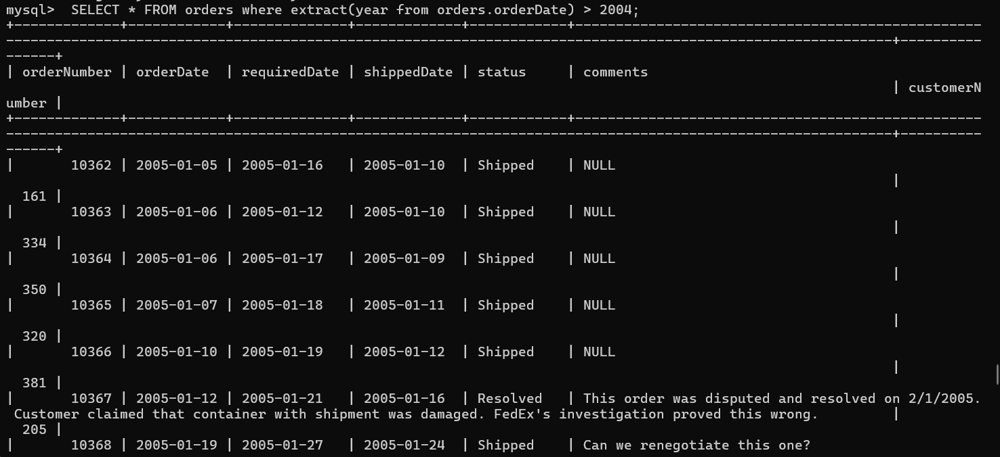 mysql>  SELECT * FROM orders where extract(year from orders.orderDate) > 2004;
+-------------+------------+--------------+-------------+------------+--------------------------------------------------
-------------------------------------------------------------------------------------------------------------+----------
------+
| orderNumber | orderDate  | requiredDate | shippedDate | status     | comments
                                                                                                             | customerN
umber |
+-------------+------------+--------------+-------------+------------+--------------------------------------------------
-------------------------------------------------------------------------------------------------------------+----------
------+
|       10362 | 2005-01-05 | 2005-01-16   | 2005-01-10  | Shipped    | NULL
                                                                                                             |
  161 |
|       10363 | 2005-01-06 | 2005-01-12   | 2005-01-10  | Shipped    | NULL
                                                                                                             |
  334 |
|       10364 | 2005-01-06 | 2005-01-17   | 2005-01-09  | Shipped    | NULL
                                                                                                             |
  350 |
|       10365 | 2005-01-07 | 2005-01-18   | 2005-01-11  | Shipped    | NULL
                                                                                                             |
  320 |
|       10366 | 2005-01-10 | 2005-01-19   | 2005-01-12  | Shipped    | NULL
                                                                                                             |
  381 |
|       10367 | 2005-01-12 | 2005-01-21   | 2005-01-16  | Resolved   | This order was disputed and resolved on 2/1/2005.
 Customer claimed that container with shipment was damaged. FedEx's investigation proved this wrong.         |
  205 |
|       10368 | 2005-01-19 | 2005-01-27   | 2005-01-24  | Shipped    | Can we renegotiate this one?